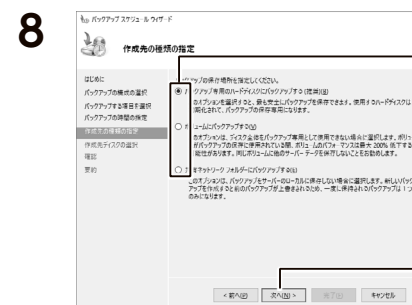 8
バックアップ スケジュール ウィザード
作成先の種類の指定
はじめに
バックアップの構成の選択
バックアップする項目を選択
バックアップの時間の指定
作成先の種類の指定
作成先ディスクの選択
確認
要約
バックアップの保存場所を指定してください。
バックアップ専用のハードディスクにバックアップする (推奨)(B)
のオプションを選択すると、最も安全にバックアップを保存できます。使用するハードディスクは
期化されて、バックアップの保存専用になります。
ュームにバックアップする(V)
のオプションは、ディスク全体をバックアップ専用として使用できない場合に選択します。ボリュ
がバックアップの保存に使用されている間、ボリュームのパフォーマンスは最大 200% 低下する
能性があります。同じボリュームに他のサーバー データを保存しないことをお勧めします。
ネットワーク フォルダーにバックアップする(S)
このオプションは、バックアップをサーバーのローカルに保存しない場合に選択します。新しいバック
アップを作成すると前のバックアップが上書きされるため、一度に保持されるバックアップは 1 つ
のみになります。
< 前へ(P)
次へ(N) >
完了(F)
キャンセル